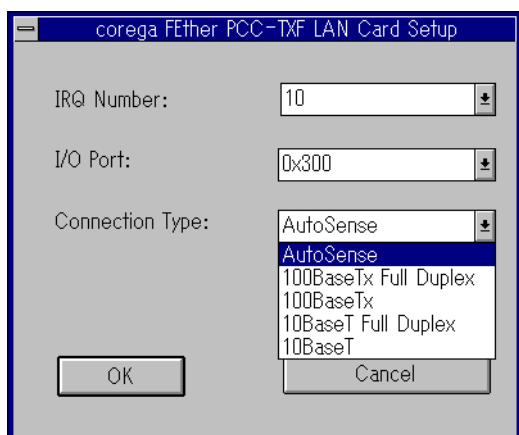 corega FEther PCC-TXF LAN Card Setup
IRQ Number:
10
I/O Port:
0x300
Connection Type:
AutoSense
AutoSense
100BaseTx Full Duplex
100BaseTx
10BaseT Full Duplex
10BaseT
OK
Cancel